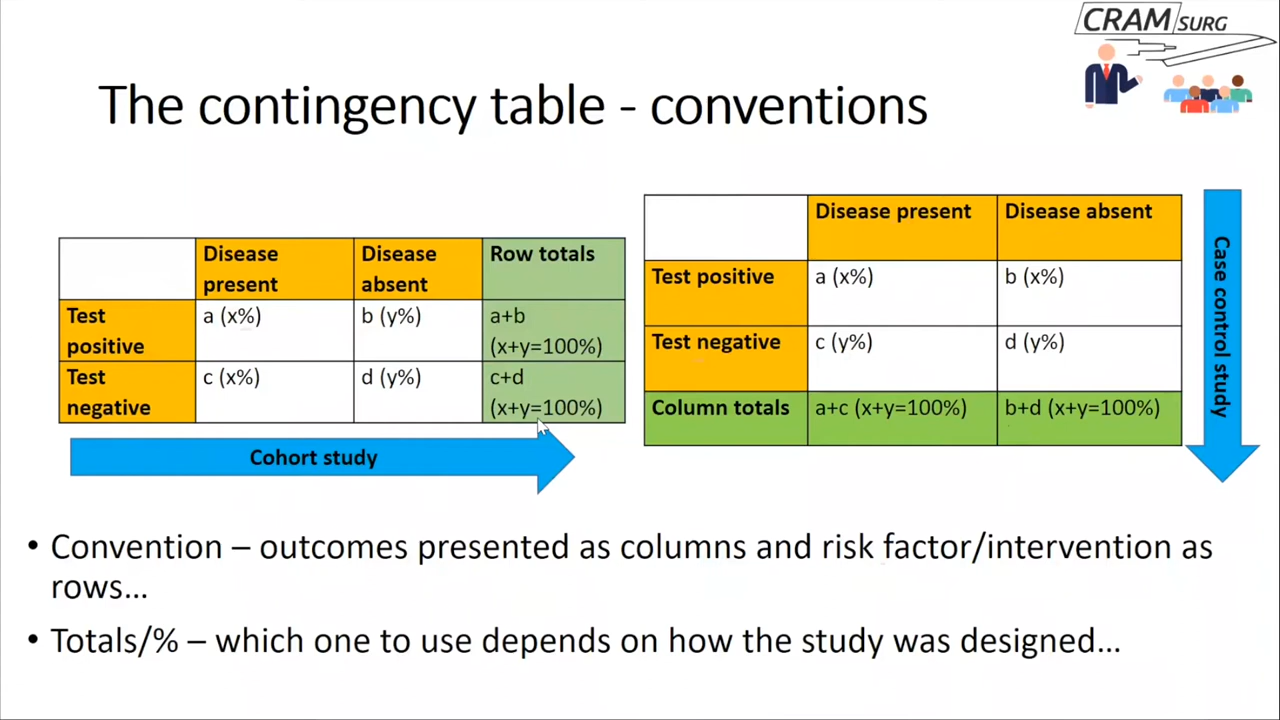 CRAM SURG
The contingency table - conventions
Disease present
Disease absent
Row totals
Test positive
a (x%)
b (y%)
a+b (x+y=100%)
Test negative
c (x%)
d (y%)
c+d (x+y=100%)
Cohort study
Disease present
Disease absent
Test positive
a (x%)
b (x%)
Test negative
c (y%)
d (y%)
Column totals
a+c (x+y=100%)
b+d (x+y=100%)
Case control study
• Convention – outcomes presented as columns and risk factor/intervention as
rows...
• Totals/% – which one to use depends on how the study was designed...